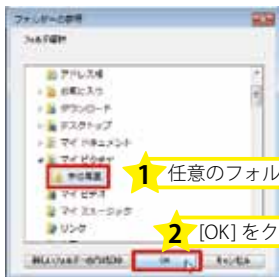 フォルダーの参照
フォルダ選択
アドレス帳
お気に入り
ダウンロード
デスクトップ
マイ ドキュメント
マイ ピクチャ
マイ ビデオ
マイ ミュージック
リンク
1 任意のフォル
2 [OK] をク
OK
キャンセル